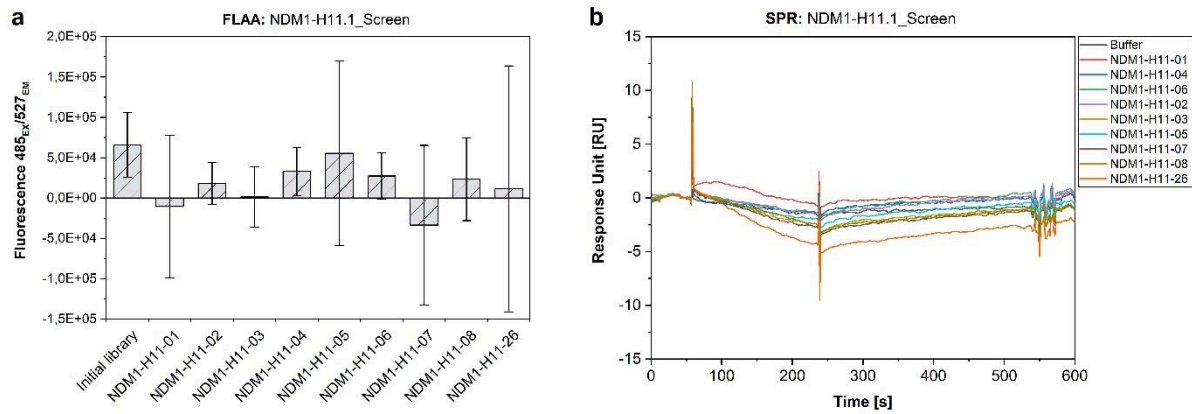 a
FLAA: NDM1-H11.1_Screen
Fluorescence 485EX/527EM
2,0E+05
1,5E+05
1,0E+05
5,0E+04
0,0E+00
-5,0E+04
-1,0E+05
-1,5E+05
Initial library
NDM1-H11-01
NDM1-H11-02
NDM1-H11-03
NDM1-H11-04
NDM1-H11-05
NDM1-H11-06
NDM1-H11-07
NDM1-H11-08
NDM1-H11-26
b
SPR: NDM1-H11.1_Screen
Response Unit [RU]
15
10
5
0
-5
-10
-15
0
100
200
300
400
500
600
Time [s]
Buffer
NDM1-H11-01
NDM1-H11-04
NDM1-H11-06
NDM1-H11-02
NDM1-H11-03
NDM1-H11-05
NDM1-H11-07
NDM1-H11-08
NDM1-H11-26